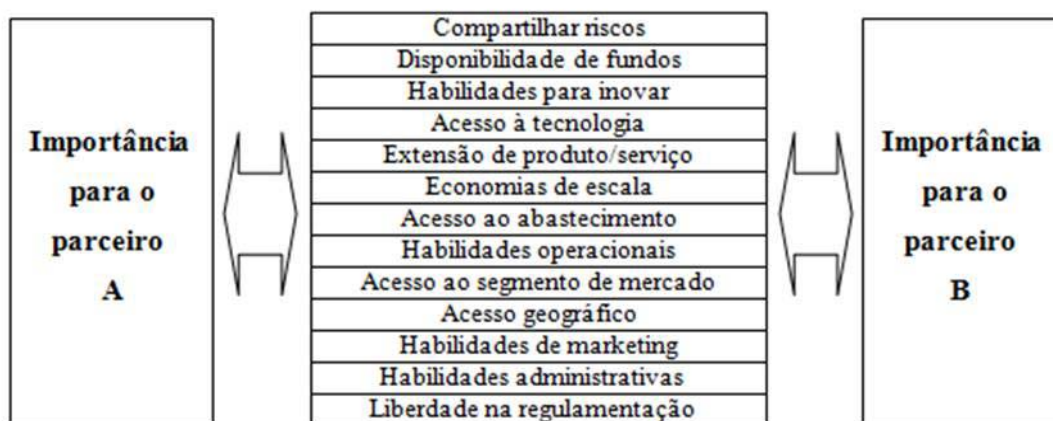 Importância
para o
parceiro
A
Compartilhar riscos
Disponibilidade de fundos
Habilidades para inovar
Acesso à tecnologia
Extensão de produto/serviço
Economias de escala
Acesso ao abastecimento
Habilidades operacionais
Acesso ao segmento de mercado
Acesso geográfico
Habilidades de marketing
Habilidades administrativas
Liberdade na regulamentação
Importância
para o
parceiro
B